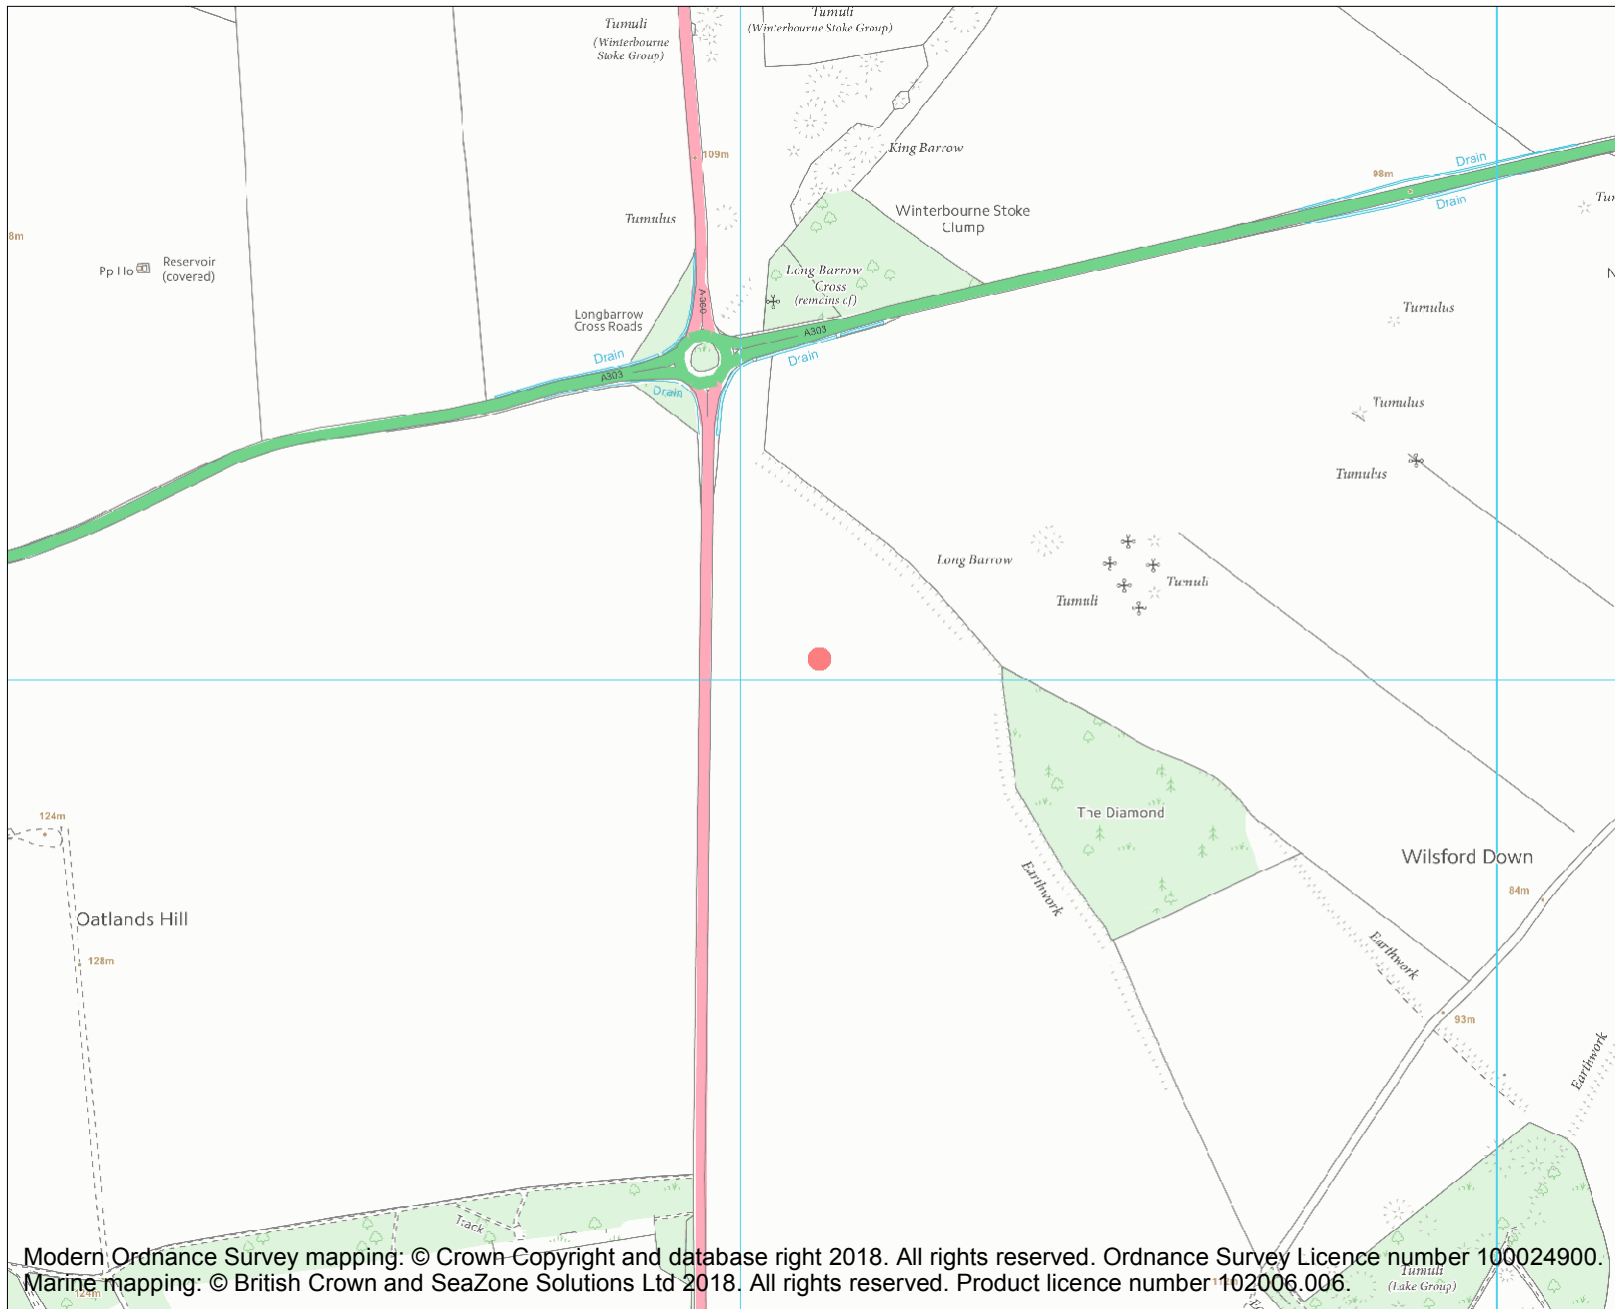 Tumuli
(Winterbourne
Stoke Group)
Tumuli
(Winterbourne Stoke Group)
109m
King Barrow
Drain
98m
Drain
Tumulus
Winterbourne Stoke
Clump
8m
Reservoir
(covered)
Long Barrow
Cross
(remains of)
A360
Tumulus
Longbarrow
Cross Roads
A303
Drain
Drain
A303
Drain
Tumulus
Tumulus
Long Barrow
Tumuli
Tumuli
The Diamond
124m
Wilsford Down
84m
Earthwork
Oatlands Hill
128m
Earthwork
93m
Earthwork
Track
Modern Ordnance Survey mapping: © Crown Copyright and database right 2018. All rights reserved. Ordnance Survey Licence number 100024900.
Marine mapping: © British Crown and SeaZone Solutions Ltd 2018. All rights reserved. Product licence number 102006.006.
Tumuli
(Lake Group)
124m